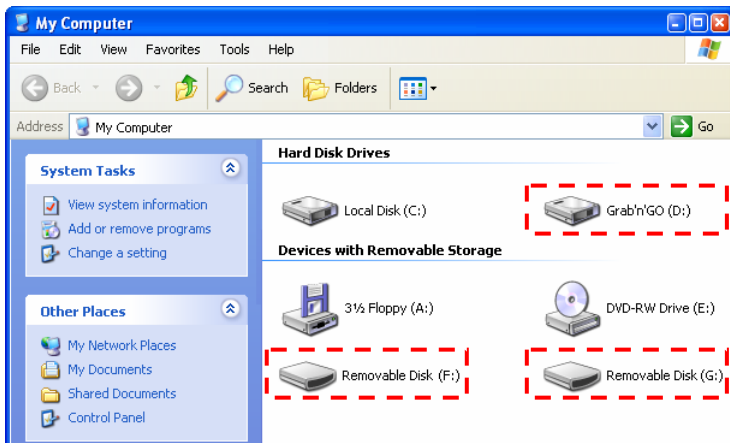 My Computer
File Edit View Favorites Tools Help
Back Search Folders
Address My Computer Go
System Tasks
View system information
Add or remove programs
Change a setting
Other Places
My Network Places
My Documents
Shared Documents
Control Panel
Hard Disk Drives
Local Disk (C:) Grab'n'GO (D:)
Devices with Removable Storage
3½ Floppy (A:) DVD-RW Drive (E:)
Removable Disk (F:) Removable Disk (G:)